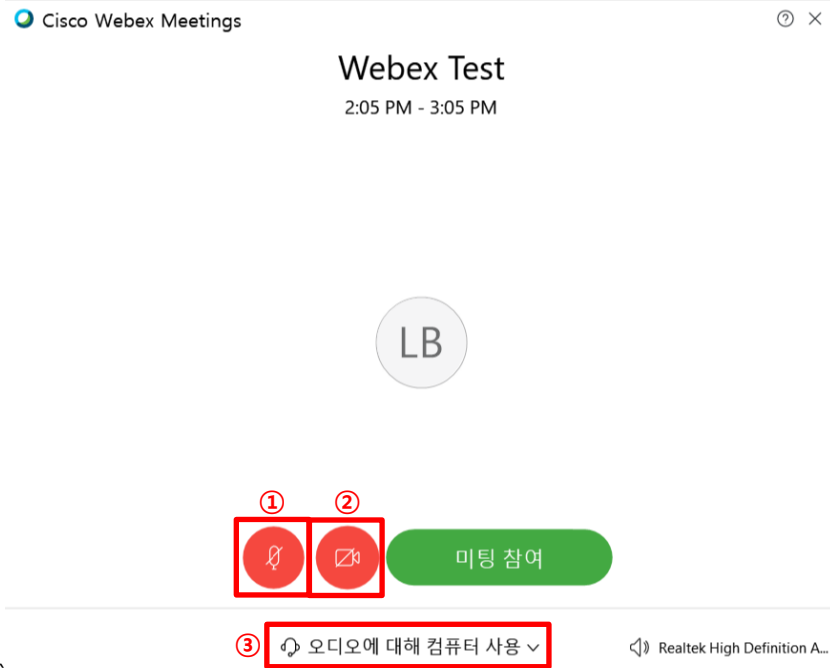 Cisco Webex Meetings
Webex Test
2:05 PM - 3:05 PM
LB
① ②
미팅 참여
③ 오디오에 대해 컴퓨터 사용 Realtek High Definition A...